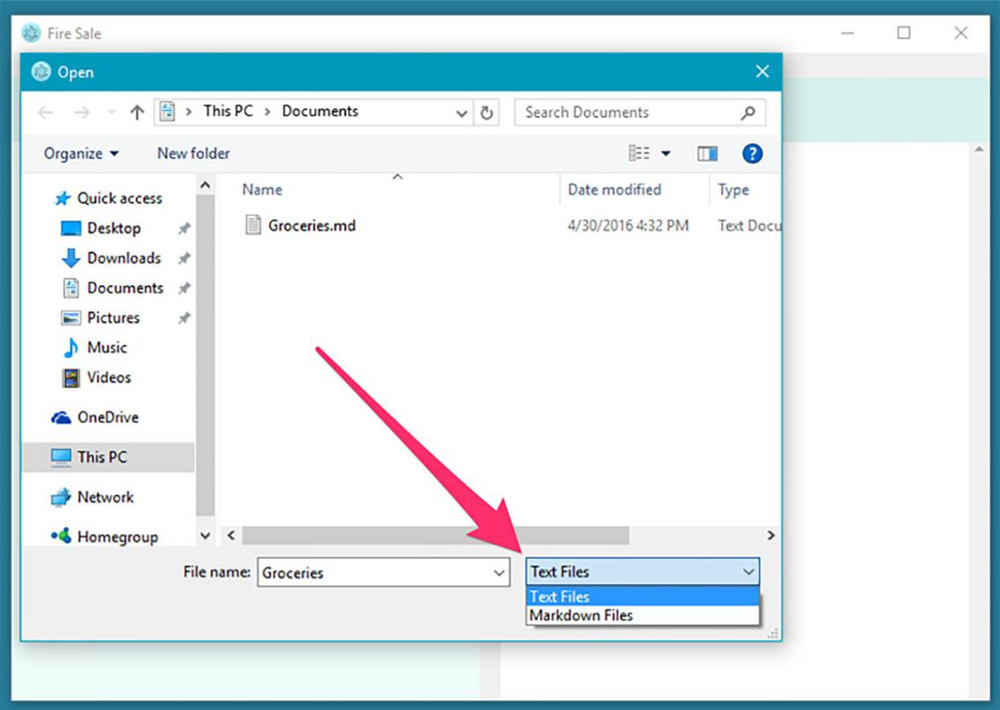 Fire Sale
Open
This PC > Documents
Search Documents
Organize
New folder
?
Name
Date modified
Type
Quick access
Desktop
Downloads
Documents
Pictures
Music
Videos
OneDrive
This PC
Network
Homegroup
Groceries.md
4/30/2016 4:32 PM
Text Docu
File name:
Groceries
Text Files
Text Files
Markdown Files